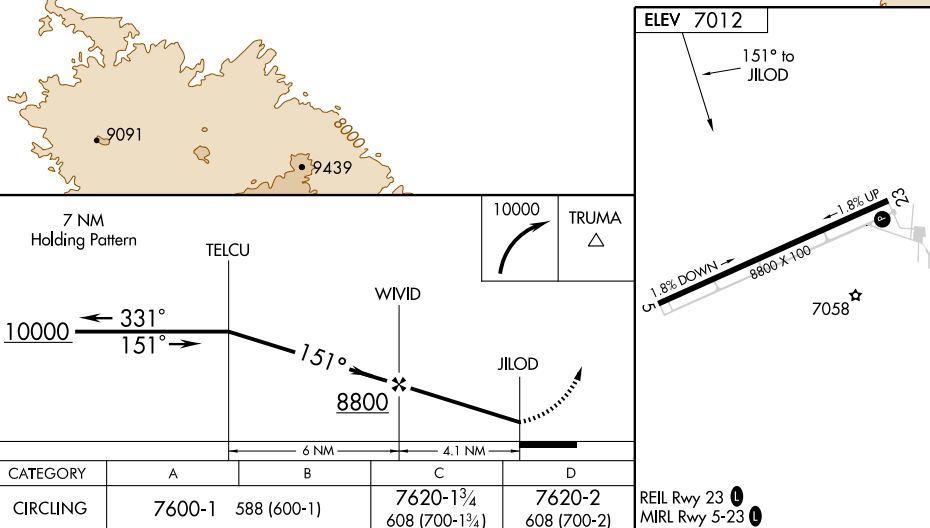 9091
9439
8000
7 NM
Holding Pattern
TELCU
10000
TRUMA
WIVID
10000
331°
151°
151°
8800
JILOD
6 NM
4.1 NM
CATEGORY A B C D
CIRCLING 7600-1 588 (600-1) 7620-1¾ 7620-2
608 (700-1¾) 608 (700-2)
ELEV 7012
151° to
JILOD
1.8% UP
23
P
1.8% DOWN
8800 X 100
5
7058
REIL Rwy 23 L
MIRL Rwy 5-23 L